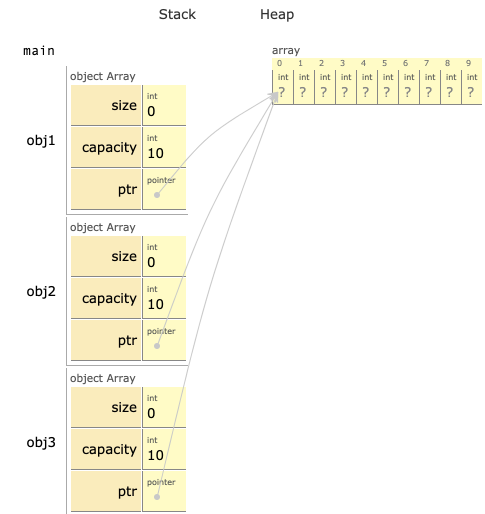 Stack Heap
main
array
0 1 2 3 4 5 6 7 8 9
int int int int int int int int int int
? ? ? ? ? ? ? ? ? ?
object Array
obj1
size int 0
capacity int 10
ptr pointer
object Array
obj2
size int 0
capacity int 10
ptr pointer
object Array
obj3
size int 0
capacity int 10
ptr pointer